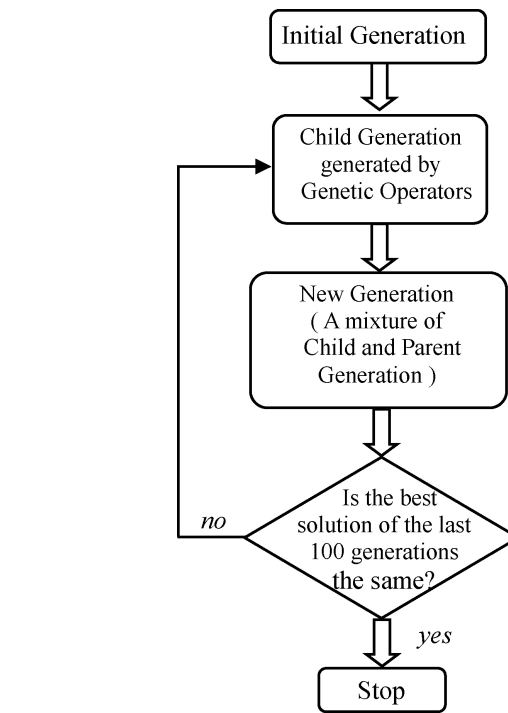 Initial Generation
Child Generation
generated by
Genetic Operators
New Generation
( A mixture of
Child and Parent
Generation )
Is the best
solution of the last
100 generations
the same?
no
yes
Stop